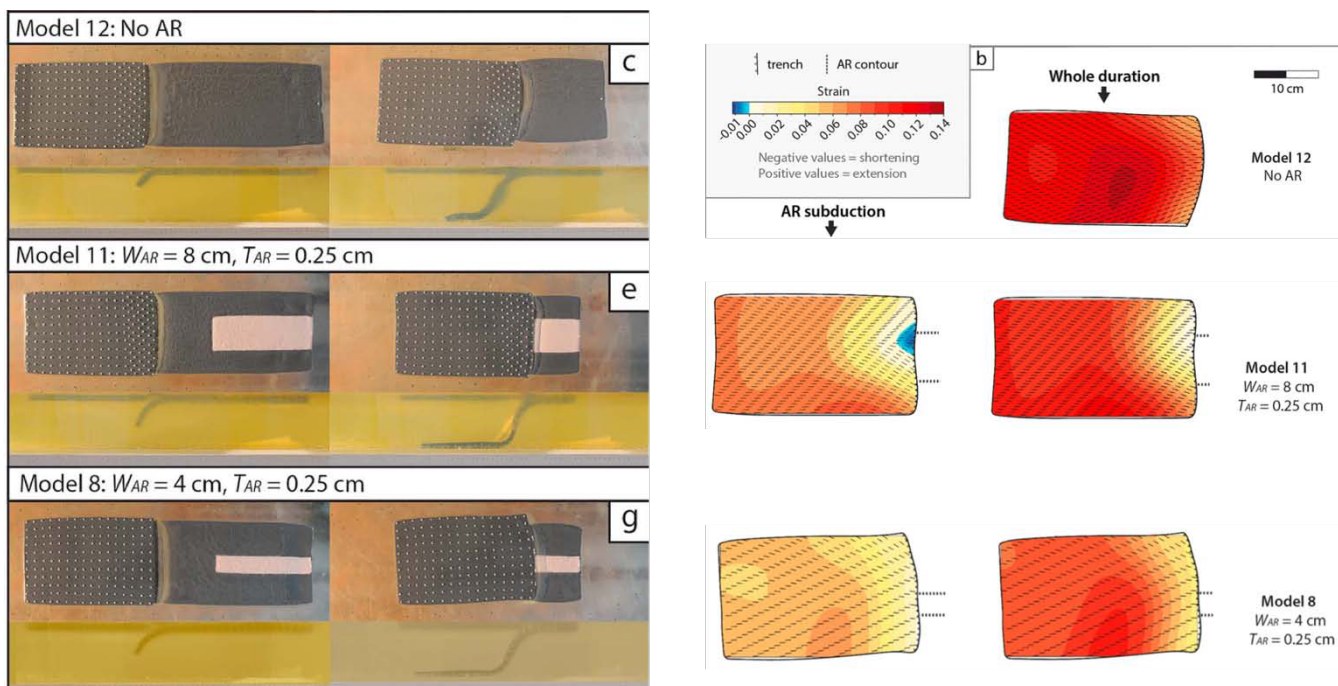 Model 12: No AR
c
Model 11: WAR = 8 cm, TAR = 0.25 cm
e
Model 8: WAR = 4 cm, TAR = 0.25 cm
g
trench
AR contour
Strain
-0.01
0.00
0.02
0.04
0.06
0.08
0.10
0.12
0.14
Negative values = shortening
Positive values = extension
b
Whole duration
10 cm
Model 12
No AR
AR subduction
Model 11
WAR = 8 cm
TAR = 0.25 cm
Model 8
WAR = 4 cm
TAR = 0.25 cm